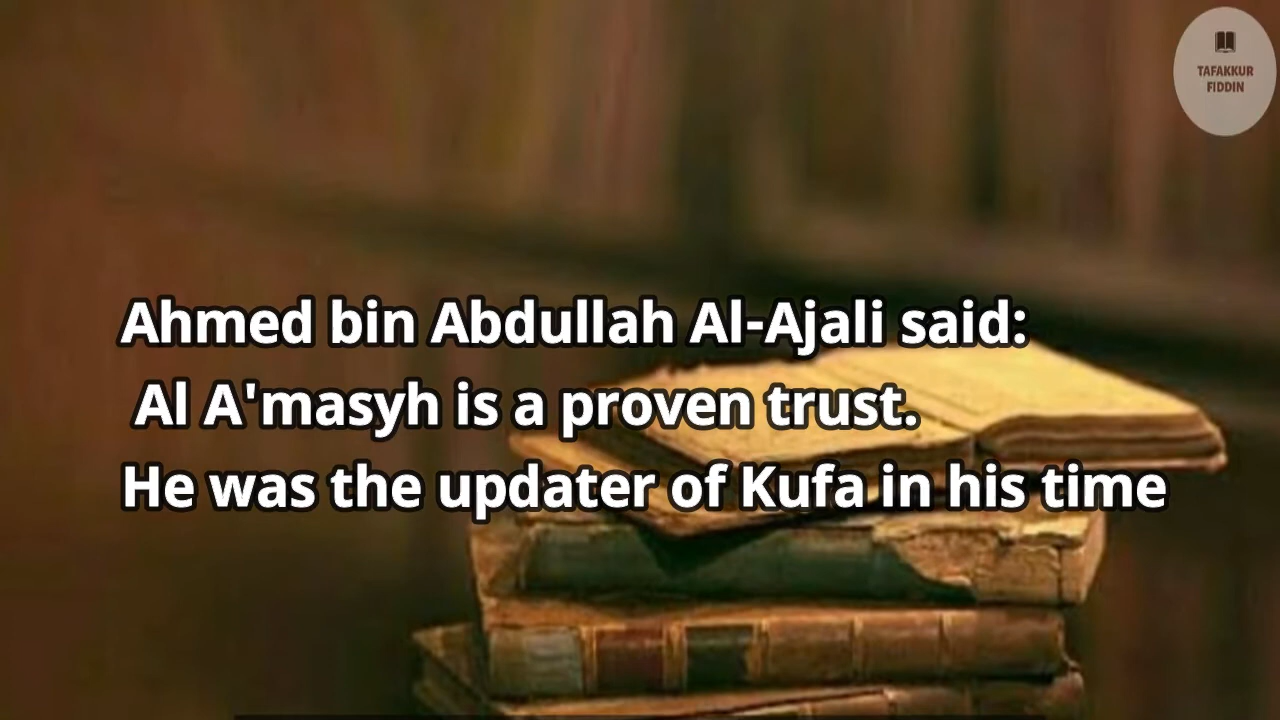 TAFAKKUR
FIDDIN
Ahmed bin Abdullah Al-Ajali said:
Al A'masyh is a proven trust.
He was the updater of Kufa in his time